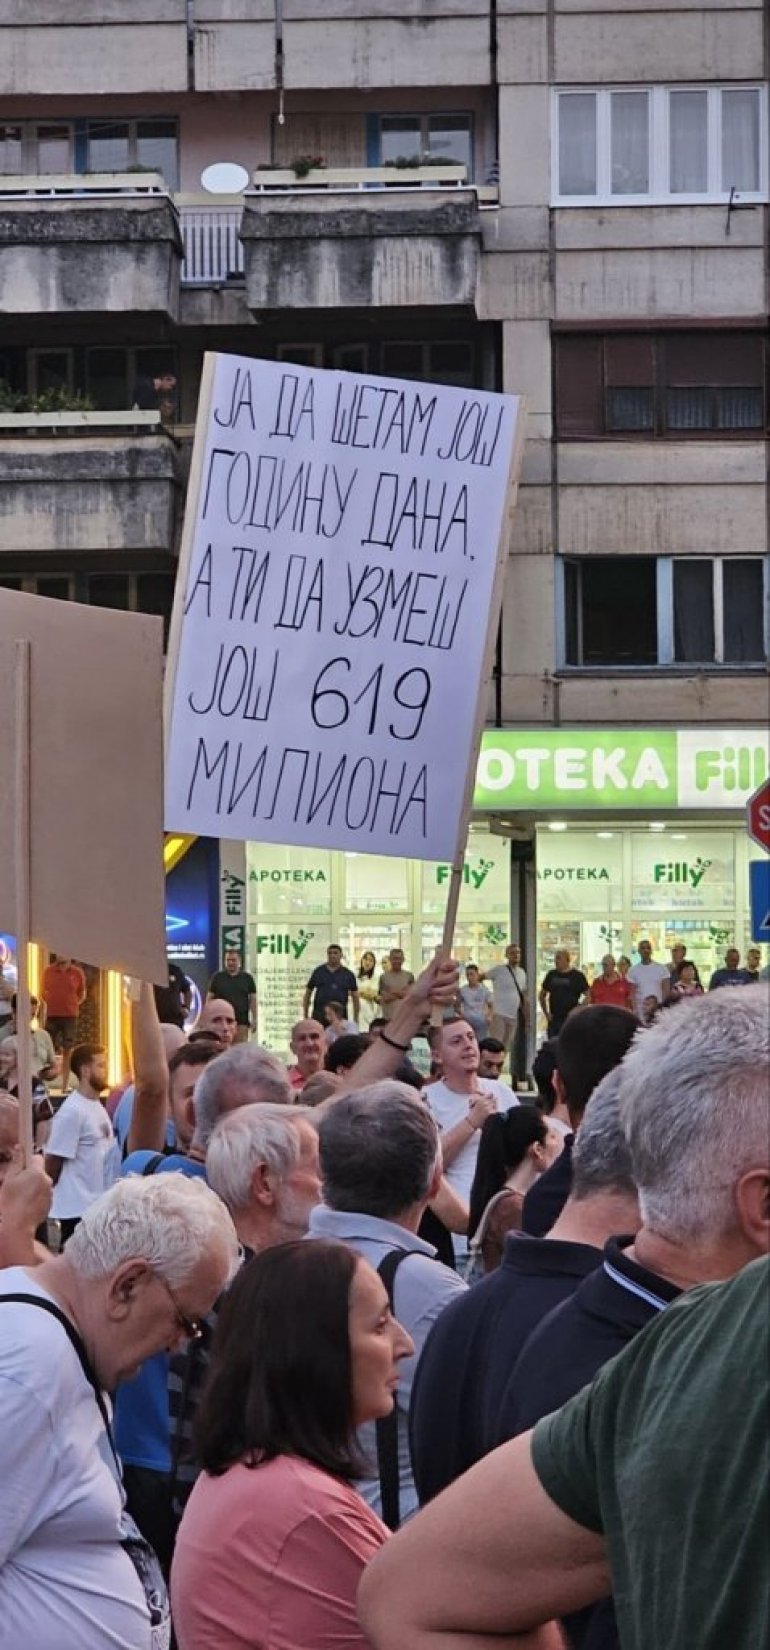 ЈА ДА ШЕТАМ ЈОШ
ГОДИНУ ДАНА.
А ТИ ДА УЗМЕШ
ЈОШ 619
МИЛИОНА
OTEKA Fill
Filly
APOTEKA
Filly
APOTEKA
Filly
Filly